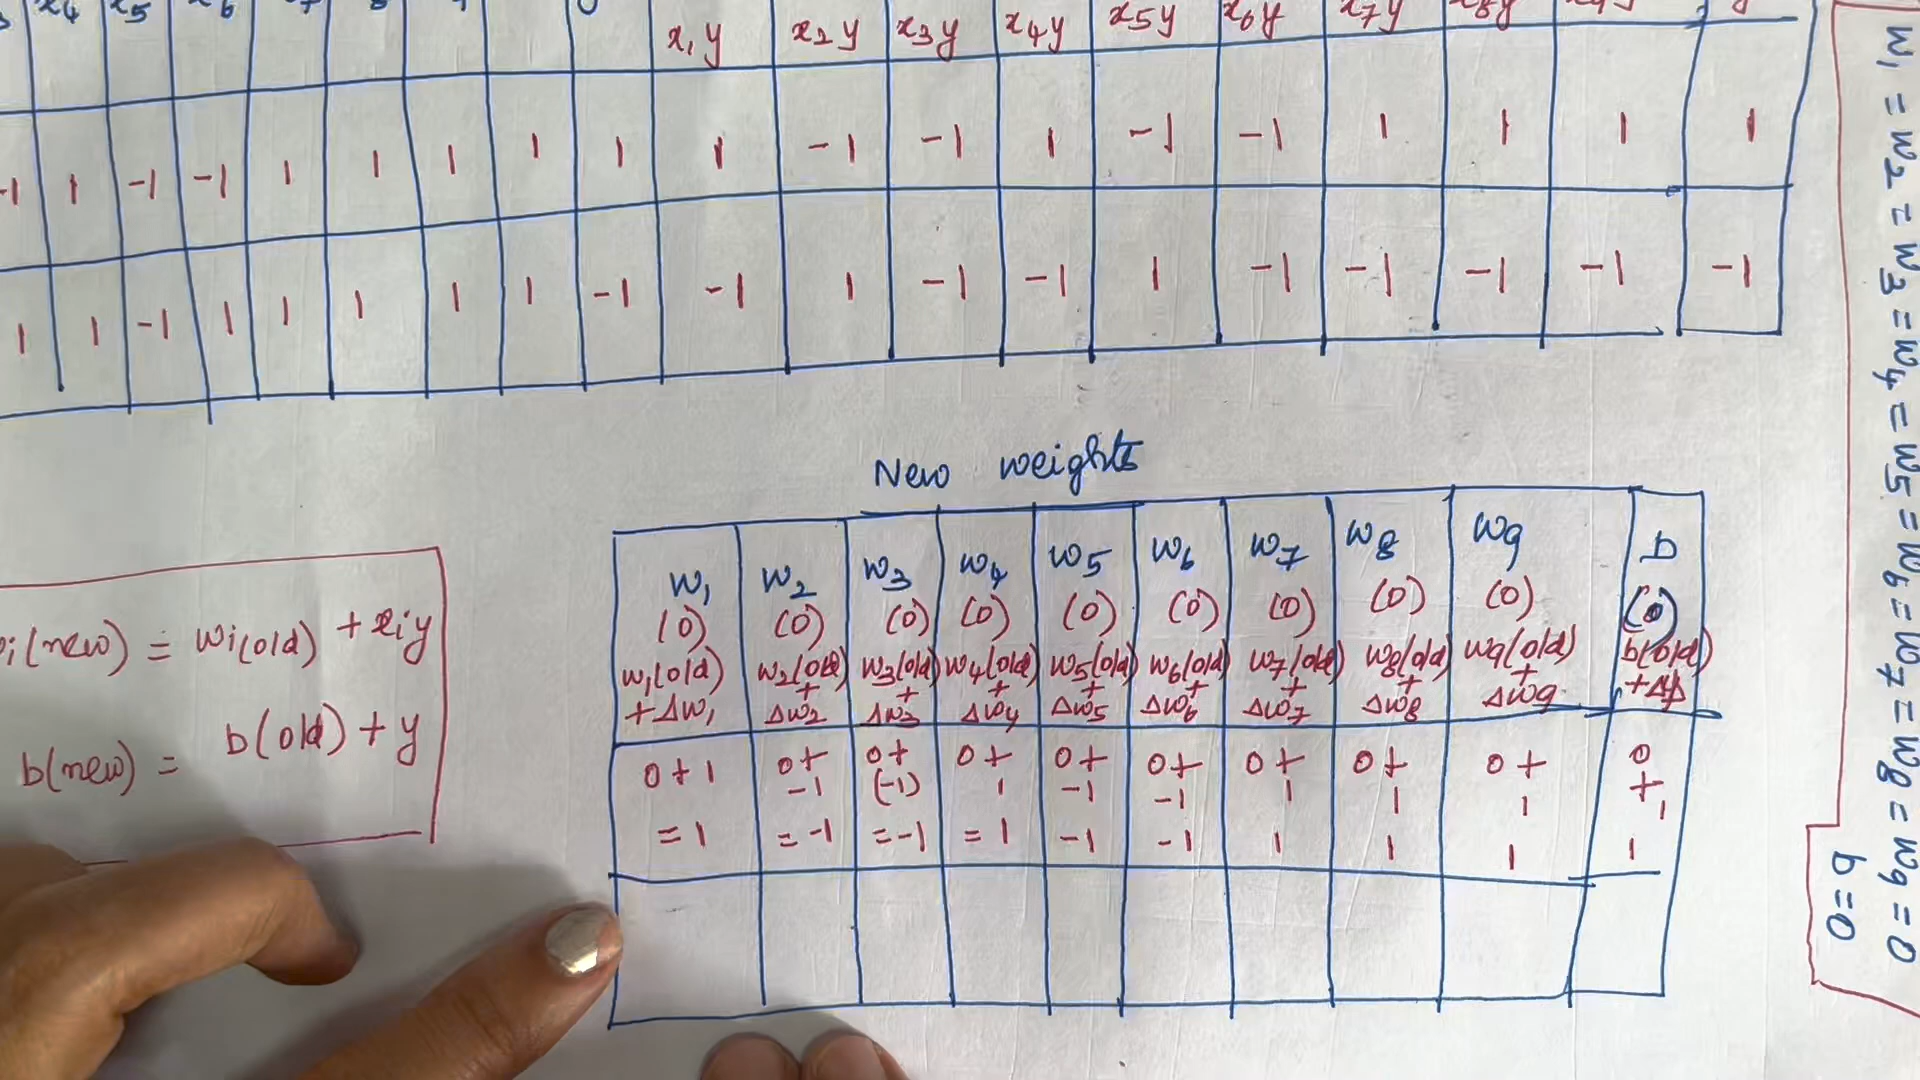 x4 x5 x6 x1y x2y x3y x4y x5y x6y x7y x8y
-1 1 -1 -1 1 1 1 1 1 1 -1 -1 1 -1 -1 1 1 1 1
1 1 -1 1 1 1 1 1 -1 -1 1 -1 -1 1 -1 -1 -1 -1 -1
New weights
w1 w2 w3 w4 w5 w6 w7 w8 w9 b
(0) (0) (0) (0) (0) (0) (0) (0) (0) (0)
w1(old) w2(old) w3(old) w4(old) w5(old) w6(old) w7(old) w8(old) w9(old) b(old)
+Δw1 + Δw2 + Δw3 + Δw4 + Δw5 + Δw6 + Δw7 + Δw8 + Δw9
0+1 0+ 0+ 0+ 0+ 0+ 0+ 0+ 0+ 0+
-1 (-1) 1 -1 -1 1 1 1 1
=1 =-1 =-1 =1 -1 -1 1 1 1 1
i(new) = wi(old) + xiy
b(new) = b(old) + y
w1 = w2 = w3 = w4 = w5 = w6 = w7 = w8 = w9 = 0
b=0